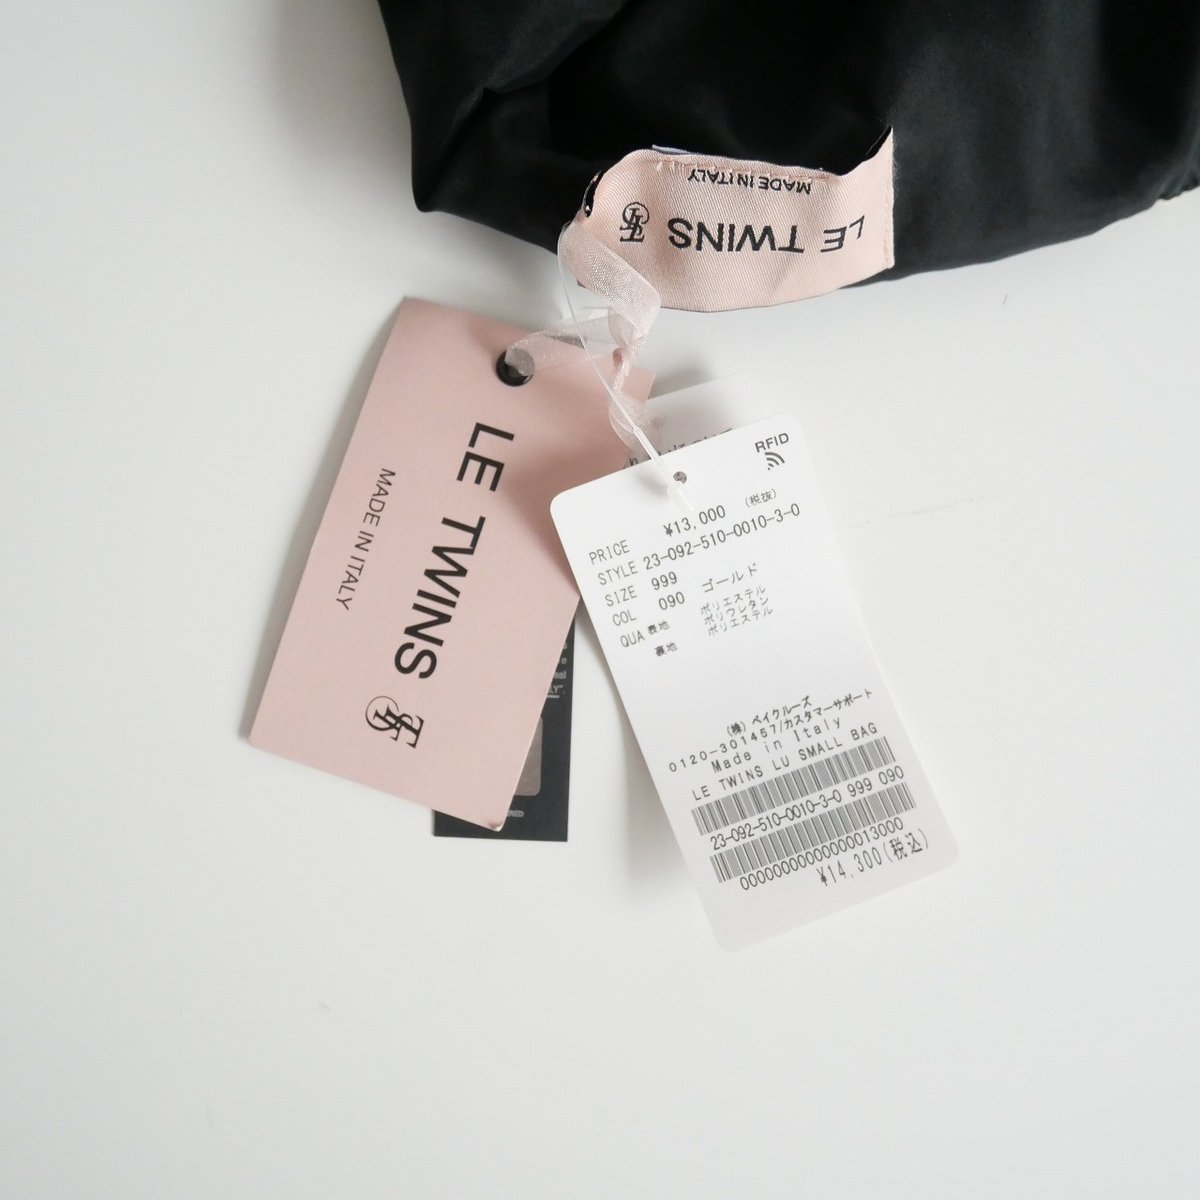 MADE IN ITALY
LE TWINS
LE TWINS
MADE IN ITALY
RFID
PRICE ¥13,000 (税抜)
STYLE 23-092-510-0010-3-0
SIZE 999
COL 090 ゴールド
QUA 表地 ポリエステル
ポリウレタン
裏地 ポリエステル
(株) ベイクルーズ
0120-301457/カスタマーサポート
Made in Italy
LE TWINS LU SMALL BAG
23-092-510-0010-3-0 999 090
0000000000000013000
¥14,300(税込)